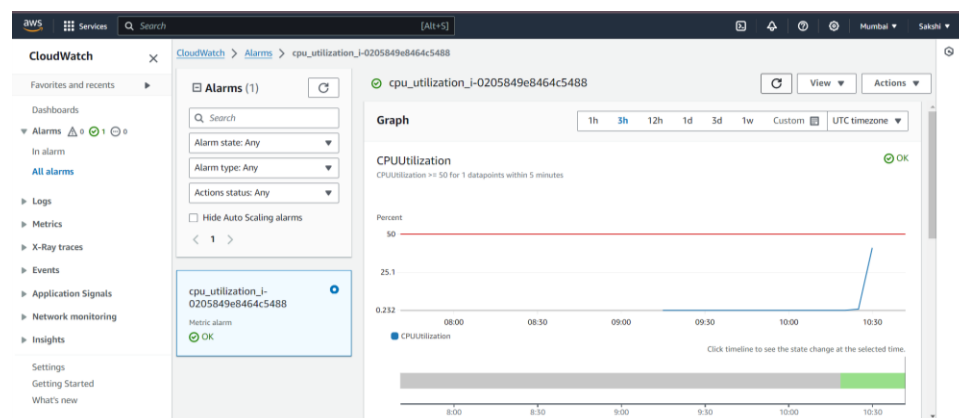 aws Services Search [Alt+S] Mumbai Sakshi
CloudWatch
Favorites and recents
Dashboards
Alarms 0 1 0
In alarm
All alarms
Logs
Metrics
X-Ray traces
Events
Application Signals
Network monitoring
Insights
Settings
Getting Started
What's new
CloudWatch > Alarms > cpu_utilization_i-0205849e8464c5488
Alarms (1)
Search
Alarm state: Any
Alarm type: Any
Actions status: Any
Hide Auto Scaling alarms
< 1 >
cpu_utilization_i-
0205849e8464c5488
Metric alarm
OK
cpu_utilization_i-0205849e8464c5488 View Actions
Graph 1h 3h 12h 1d 3d 1w Custom UTC timezone
CPUUtilization OK
CPUUtilization >= 50 for 1 datapoints within 5 minutes
Percent
50
25.1
0.232
08:00 08:30 09:00 09:30 10:00 10:30
CPUUtilization
Click timeline to see the state change at the selected time.
8:00 8:30 9:00 9:30 10:00 10:30